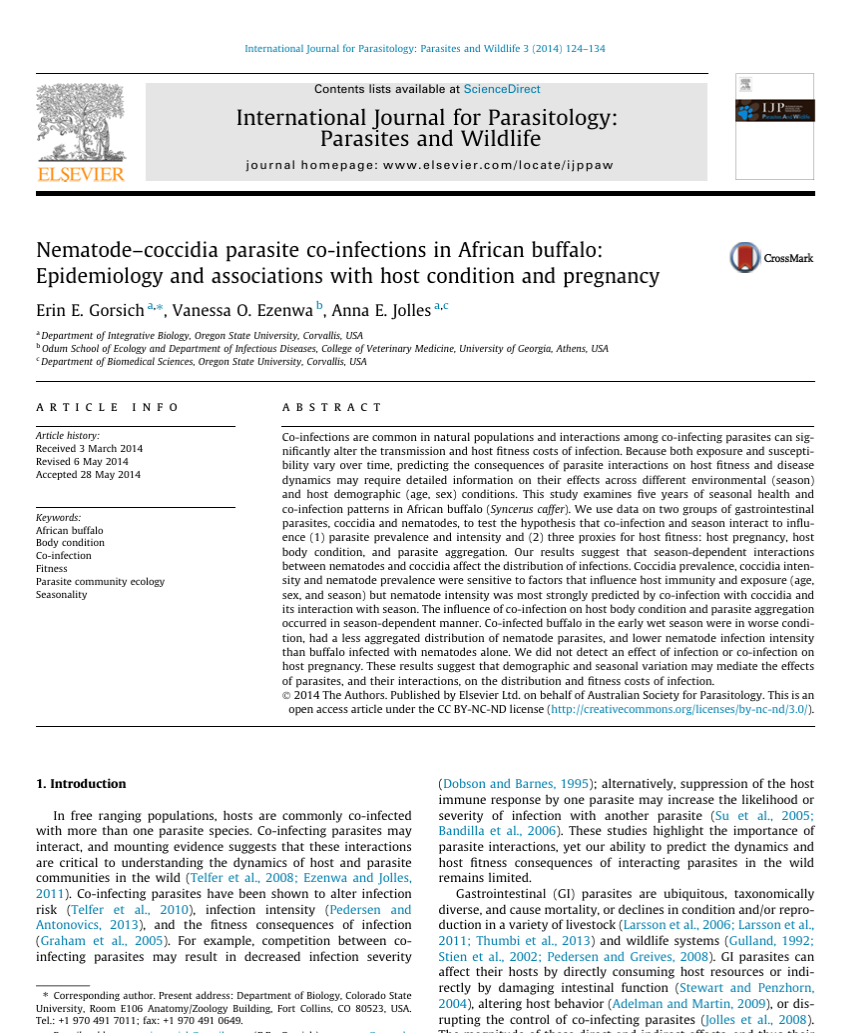 International Journal for Parasitology: Parasites and Wildlife 3 (2014) 124–134
Contents lists available at ScienceDirect
International Journal for Parasitology:
Parasites and Wildlife
journal homepage: www.elsevier.com/locate/ijppaw
ELSEVIER
IJP
Nematode–coccidia parasite co-infections in African buffalo:
Epidemiology and associations with host condition and pregnancy
CrossMark
Erin E. Gorsich a,*, Vanessa O. Ezenwa b, Anna E. Jolles a,c
a Department of Integrative Biology, Oregon State University, Corvallis, USA
b Odum School of Ecology and Department of Infectious Diseases, College of Veterinary Medicine, University of Georgia, Athens, USA
c Department of Biomedical Sciences, Oregon State University, Corvallis, USA
ARTICLE INFO
Article history:
Received 3 March 2014
Revised 6 May 2014
Accepted 28 May 2014
Keywords:
African buffalo
Body condition
Co-infection
Fitness
Parasite community ecology
Seasonality
ABSTRACT
Co-infections are common in natural populations and interactions among co-infecting parasites can sig-
nificantly alter the transmission and host fitness costs of infection. Because both exposure and suscepti-
bility vary over time, predicting the consequences of parasite interactions on host fitness and disease
dynamics may require detailed information on their effects across different environmental (season)
and host demographic (age, sex) conditions. This study examines five years of seasonal health and
co-infection patterns in African buffalo (Syncerus caffer). We use data on two groups of gastrointestinal
parasites, coccidia and nematodes, to test the hypothesis that co-infection and season interact to influ-
ence (1) parasite prevalence and intensity and (2) three proxies for host fitness: host pregnancy, host
body condition, and parasite aggregation. Our results suggest that season-dependent interactions
between nematodes and coccidia affect the distribution of infections. Coccidia prevalence, coccidia inten-
sity and nematode prevalence were sensitive to factors that influence host immunity and exposure (age,
sex, and season) but nematode intensity was most strongly predicted by co-infection with coccidia and
its interaction with season. The influence of co-infection on host body condition and parasite aggregation
occurred in season-dependent manner. Co-infected buffalo in the early wet season were in worse condi-
tion, had a less aggregated distribution of nematode parasites, and lower nematode infection intensity
than buffalo infected with nematodes alone. We did not detect an effect of infection or co-infection on
host pregnancy. These results suggest that demographic and seasonal variation may mediate the effects
of parasites, and their interactions, on the distribution and fitness costs of infection.
© 2014 The Authors. Published by Elsevier Ltd. on behalf of Australian Society for Parasitology. This is an
open access article under the CC BY-NC-ND license (http://creativecommons.org/licenses/by-nc-nd/3.0/).
1. Introduction
In free ranging populations, hosts are commonly co-infected
with more than one parasite species. Co-infecting parasites may
interact, and mounting evidence suggests that these interactions
are critical to understanding the dynamics of host and parasite
communities in the wild (Telfer et al., 2008; Ezenwa and Jolles,
2011). Co-infecting parasites have been shown to alter infection
risk (Telfer et al., 2010), infection intensity (Pedersen and
Antonovics, 2013), and the fitness consequences of infection
(Graham et al., 2005). For example, competition between co-
infecting parasites may result in decreased infection severity
* Corresponding author. Present address: Department of Biology, Colorado State
University, Room E106 Anatomy/Zoology Building, Fort Collins, CO 80523, USA.
Tel.: +1 970 491 7011; fax: +1 970 491 0649.
(Dobson and Barnes, 1995); alternatively, suppression of the host
immune response by one parasite may increase the likelihood or
severity of infection with another parasite (Su et al., 2005;
Bandilla et al., 2006). These studies highlight the importance of
parasite interactions, yet our ability to predict the dynamics and
host fitness consequences of interacting parasites in the wild
remains limited.
Gastrointestinal (GI) parasites are ubiquitous, taxonomically
diverse, and cause mortality, or declines in condition and/or repro-
duction in a variety of livestock (Larsson et al., 2006; Larsson et al.,
2011; Thumbi et al., 2013) and wildlife systems (Gulland, 1992;
Stien et al., 2002; Pedersen and Greives, 2008). GI parasites can
affect their hosts by directly consuming host resources or indi-
rectly by damaging intestinal function (Stewart and Penzhorn,
2004), altering host behavior (Adelman and Martin, 2009), or dis-
rupting the control of co-infecting parasites (Jolles et al., 2008).